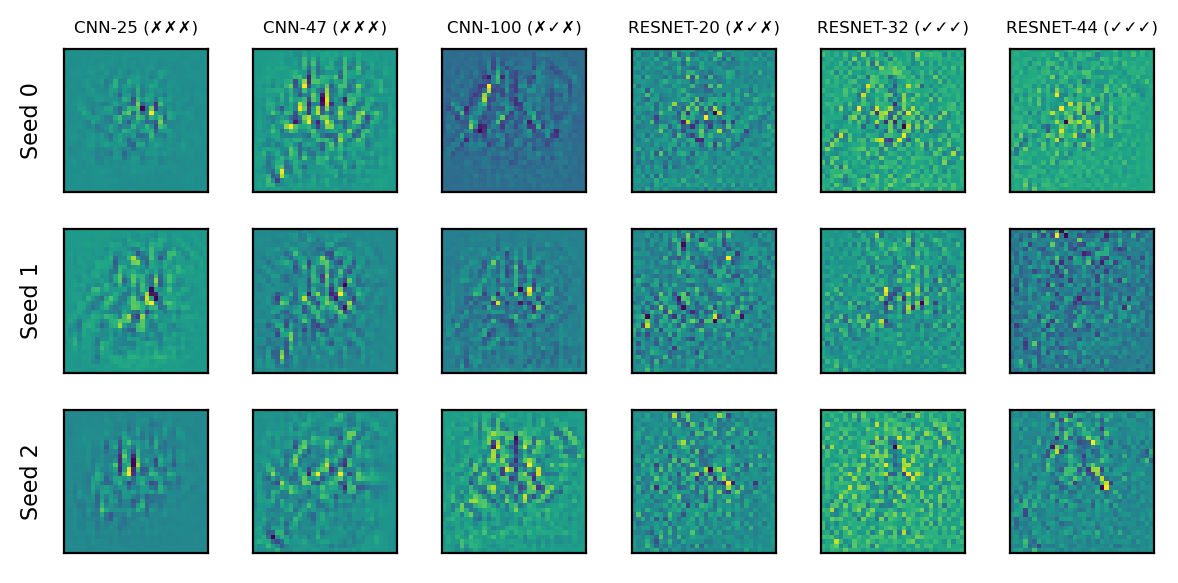 CNN-25 (✗✗✗) CNN-47 (✗✗✗) CNN-100 (✗✓✗) RESNET-20 (✗✓✗) RESNET-32 (✓✓✓) RESNET-44 (✓✓✓)
Seed 0
Seed 1
Seed 2